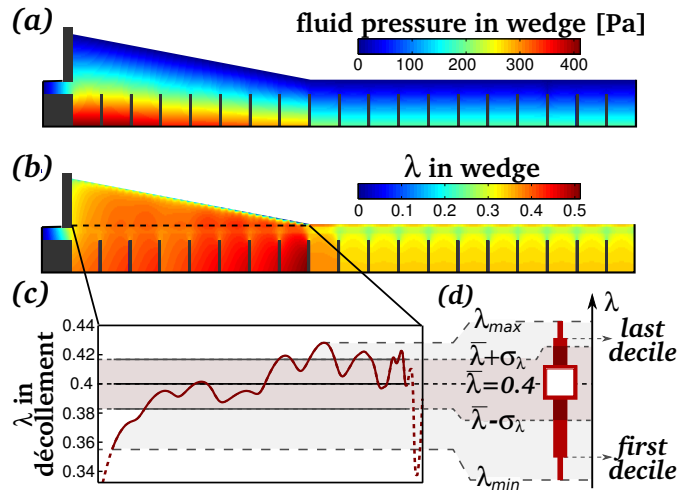 (a)
fluid pressure in wedge [Pa]
0 100 200 300 400
(b)
λ in wedge
0 0.1 0.2 0.3 0.4 0.5
(c)
(d)
λ
0.44
0.42
0.4
0.38
0.36
0.34
λ in
décollement
λmax
λ̅+σλ
λ̅=0.4
λ̅-σλ
λmin
last
decile
first
decile